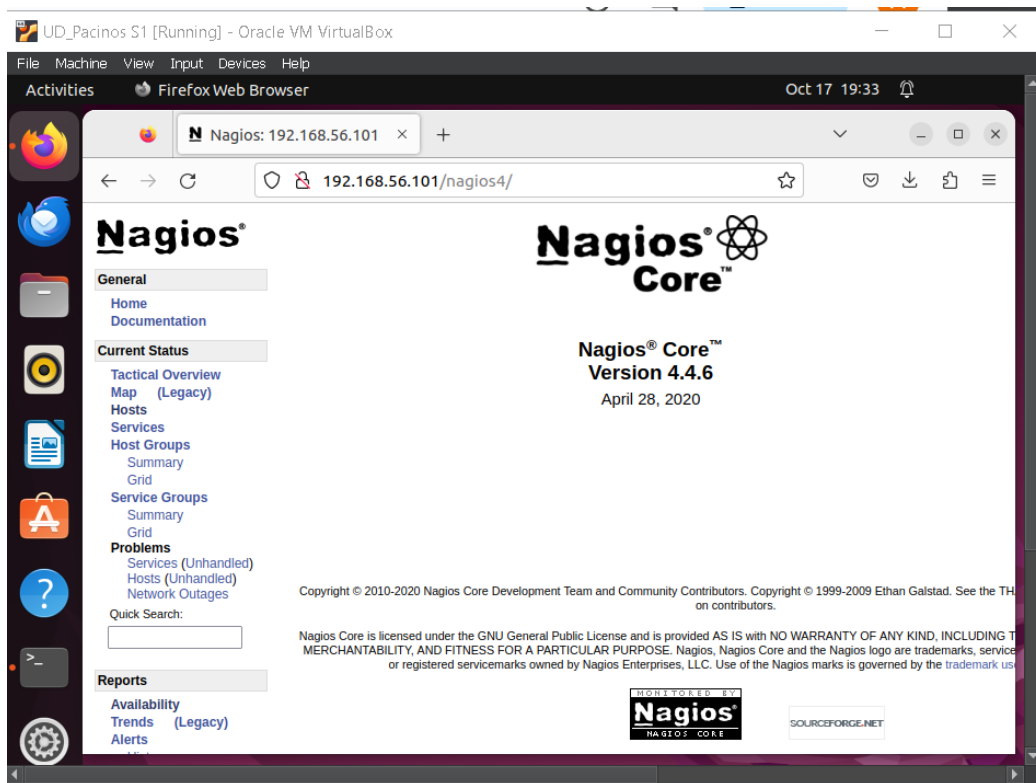 UD_Pacinos S1 [Running] - Oracle VM VirtualBox
File Machine View Input Devices Help
Activities Firefox Web Browser Oct 17 19:33
N Nagios: 192.168.56.101 × +
192.168.56.101/nagios4/
Nagios®
General
Home
Documentation
Current Status
Tactical Overview
Map (Legacy)
Hosts
Services
Host Groups
Summary
Grid
Service Groups
Summary
Grid
Problems
Services (Unhandled)
Hosts (Unhandled)
Network Outages
Quick Search:
Reports
Availability
Trends (Legacy)
Alerts
Nagios®
Core™
Nagios® Core™
Version 4.4.6
April 28, 2020
Copyright © 2010-2020 Nagios Core Development Team and Community Contributors. Copyright © 1999-2009 Ethan Galstad. See the TH
on contributors.
Nagios Core is licensed under the GNU General Public License and is provided AS IS with NO WARRANTY OF ANY KIND, INCLUDING T
MERCHANTABILITY, AND FITNESS FOR A PARTICULAR PURPOSE. Nagios, Nagios Core and the Nagios logo are trademarks, service
or registered servicemarks owned by Nagios Enterprises, LLC. Use of the Nagios marks is governed by the trademark us
MONITORED BY
Nagios®
NAGIOS CORE
SOURCEFORGE.NET